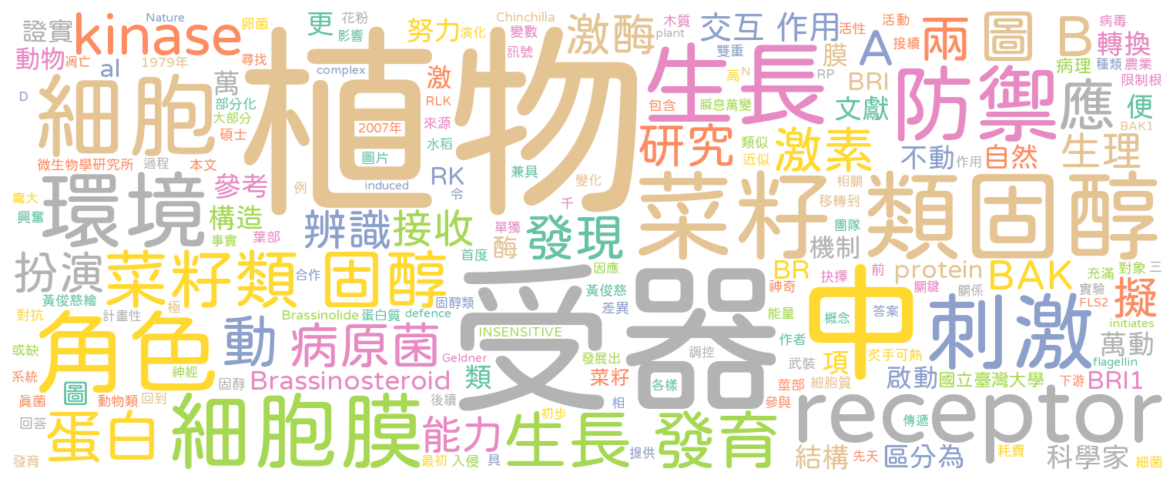 證實
kinase
Nature
卵菌
更
花粉
影響
努力
演化
Chinchilla
變數
訊號
激酶
plant
交互
作用
雙重
膜
活性
A
活動
接續
兩
圖
B
病毒
轉換
病理
種類
農業
動物
凋亡
1979年
尋找
al
萬
complex
激
RLK
植物
生長
高
N
RP
BRI
防禦
應
限制根
便
BAK1
D
細胞
部分化
大部分
2007年
來源
水稻
研究
包含
瞬息萬變
類似
近似
激素
文獻
不動
作用
自然
生理
微生物學研究所
過程
碩士
本文
圖片
induced
例
RK
令
兼具
變化
千
菜籽
類固醇
相關
移轉到
環境
龐大
興奮
參考
構造
事實
葉部
辨識
接收
單獨
酶
首度
發現
團隊
機制
扮演
菜籽類
固醇
合作
極
固醇類
受器
因應
黃俊慈
差異
BR
神奇
抉擇
前
關鍵
protein
關係
BAK
充滿
對象
三
實驗
FLS2
擬
initiates
黃俊慈繪
計畫性
對抗
Brassinolide
蛋白質
defence
INSENSITIVE
能量
作者
概念
答案
中
刺激
萬動
flagellin
角色
動
或缺
神經
病原菌
Geldner
調控
發展出
武裝
項
炙手可熱
系統
圖
固醇
Brassinosteroid
類
後續
菜籽
各樣
莖部
細胞質
啟動
國立臺灣大學
下游
BRI1
真菌
動物類
回到
參與
receptor
傳遞
回答
蛋白
細胞膜
能力
初步
相
生長
發育
發育
最初
入侵
具
提供
結構
先天
區分為
耗費
科學家
細菌